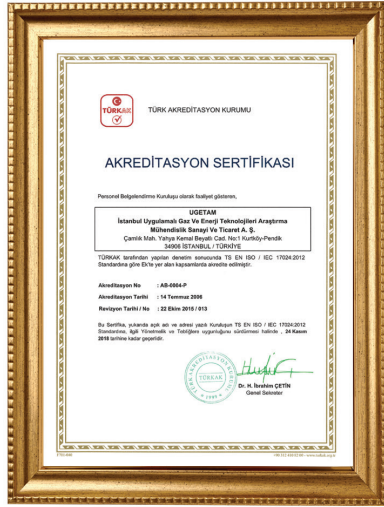 TÜRKAK
TÜRK AKREDİTASYON KURUMU
AKREDİTASYON SERTİFİKASI
Personel Belgelendirme Kuruluşu olarak faaliyet gösteren,
UGETAM
İstanbul Uygulamalı Gaz Ve Enerji Teknolojileri Araştırma
Mühendislik Sanayi Ve Ticaret A. Ş.
Çamlık Mah. Yahya Kemal Beyatlı Cad. No:1 Kurtköy-Pendik
34906 İSTANBUL / TÜRKİYE
TÜRKAK tarafından yapılan denetim sonucunda TS EN ISO / IEC 17024:2012
Standardına göre Ek'te yer alan kapsamlarda akredite edilmiştir.
Akreditasyon No : AB-0004-P
Akreditasyon Tarihi : 14 Temmuz 2006
Revizyon Tarihi / No : 22 Ekim 2015 / 013
Bu Sertifika, yukarıda açık adı ve adresi yazılı Kuruluşun TS EN ISO / IEC 17024:2012
Standardına, ilgili Yönetmelik ve Tebliğlere uygunluğunu sürdürmesi halinde , 24 Kasım
2018 tarihine kadar geçerlidir.
TÜRKAK
Dr. H. İbrahim ÇETİN
Genel Sekreter